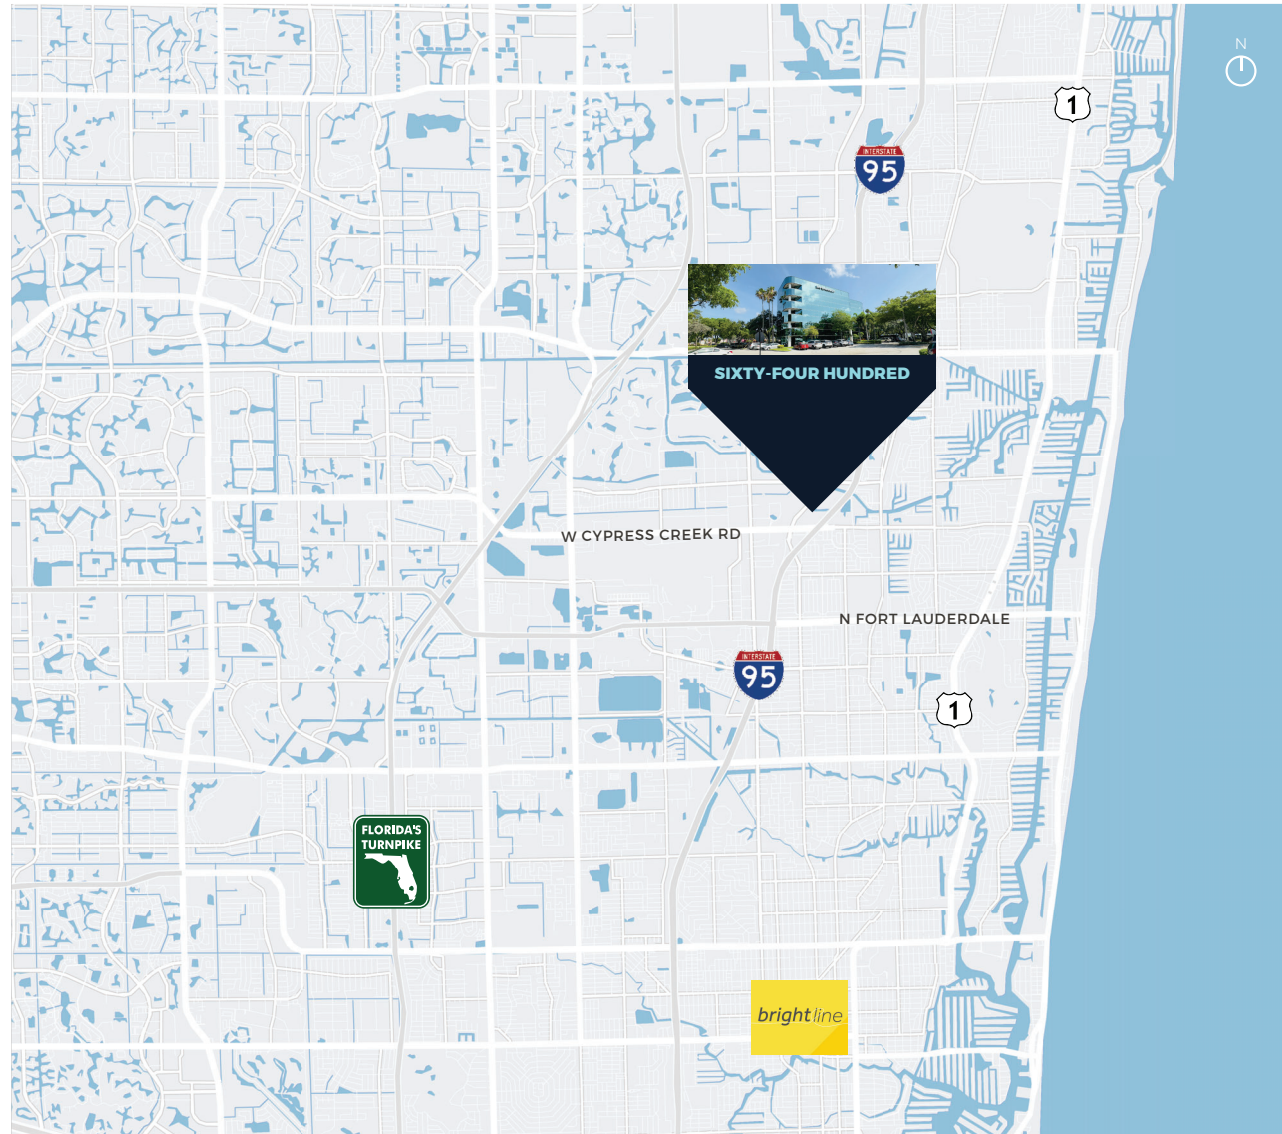 N
1
INTERSTATE
95
SIXTY-FOUR HUNDRED
W CYPRESS CREEK RD
N FORT LAUDERDALE
INTERSTATE
95
1
FLORIDA'S
TURNPIKE
brightline